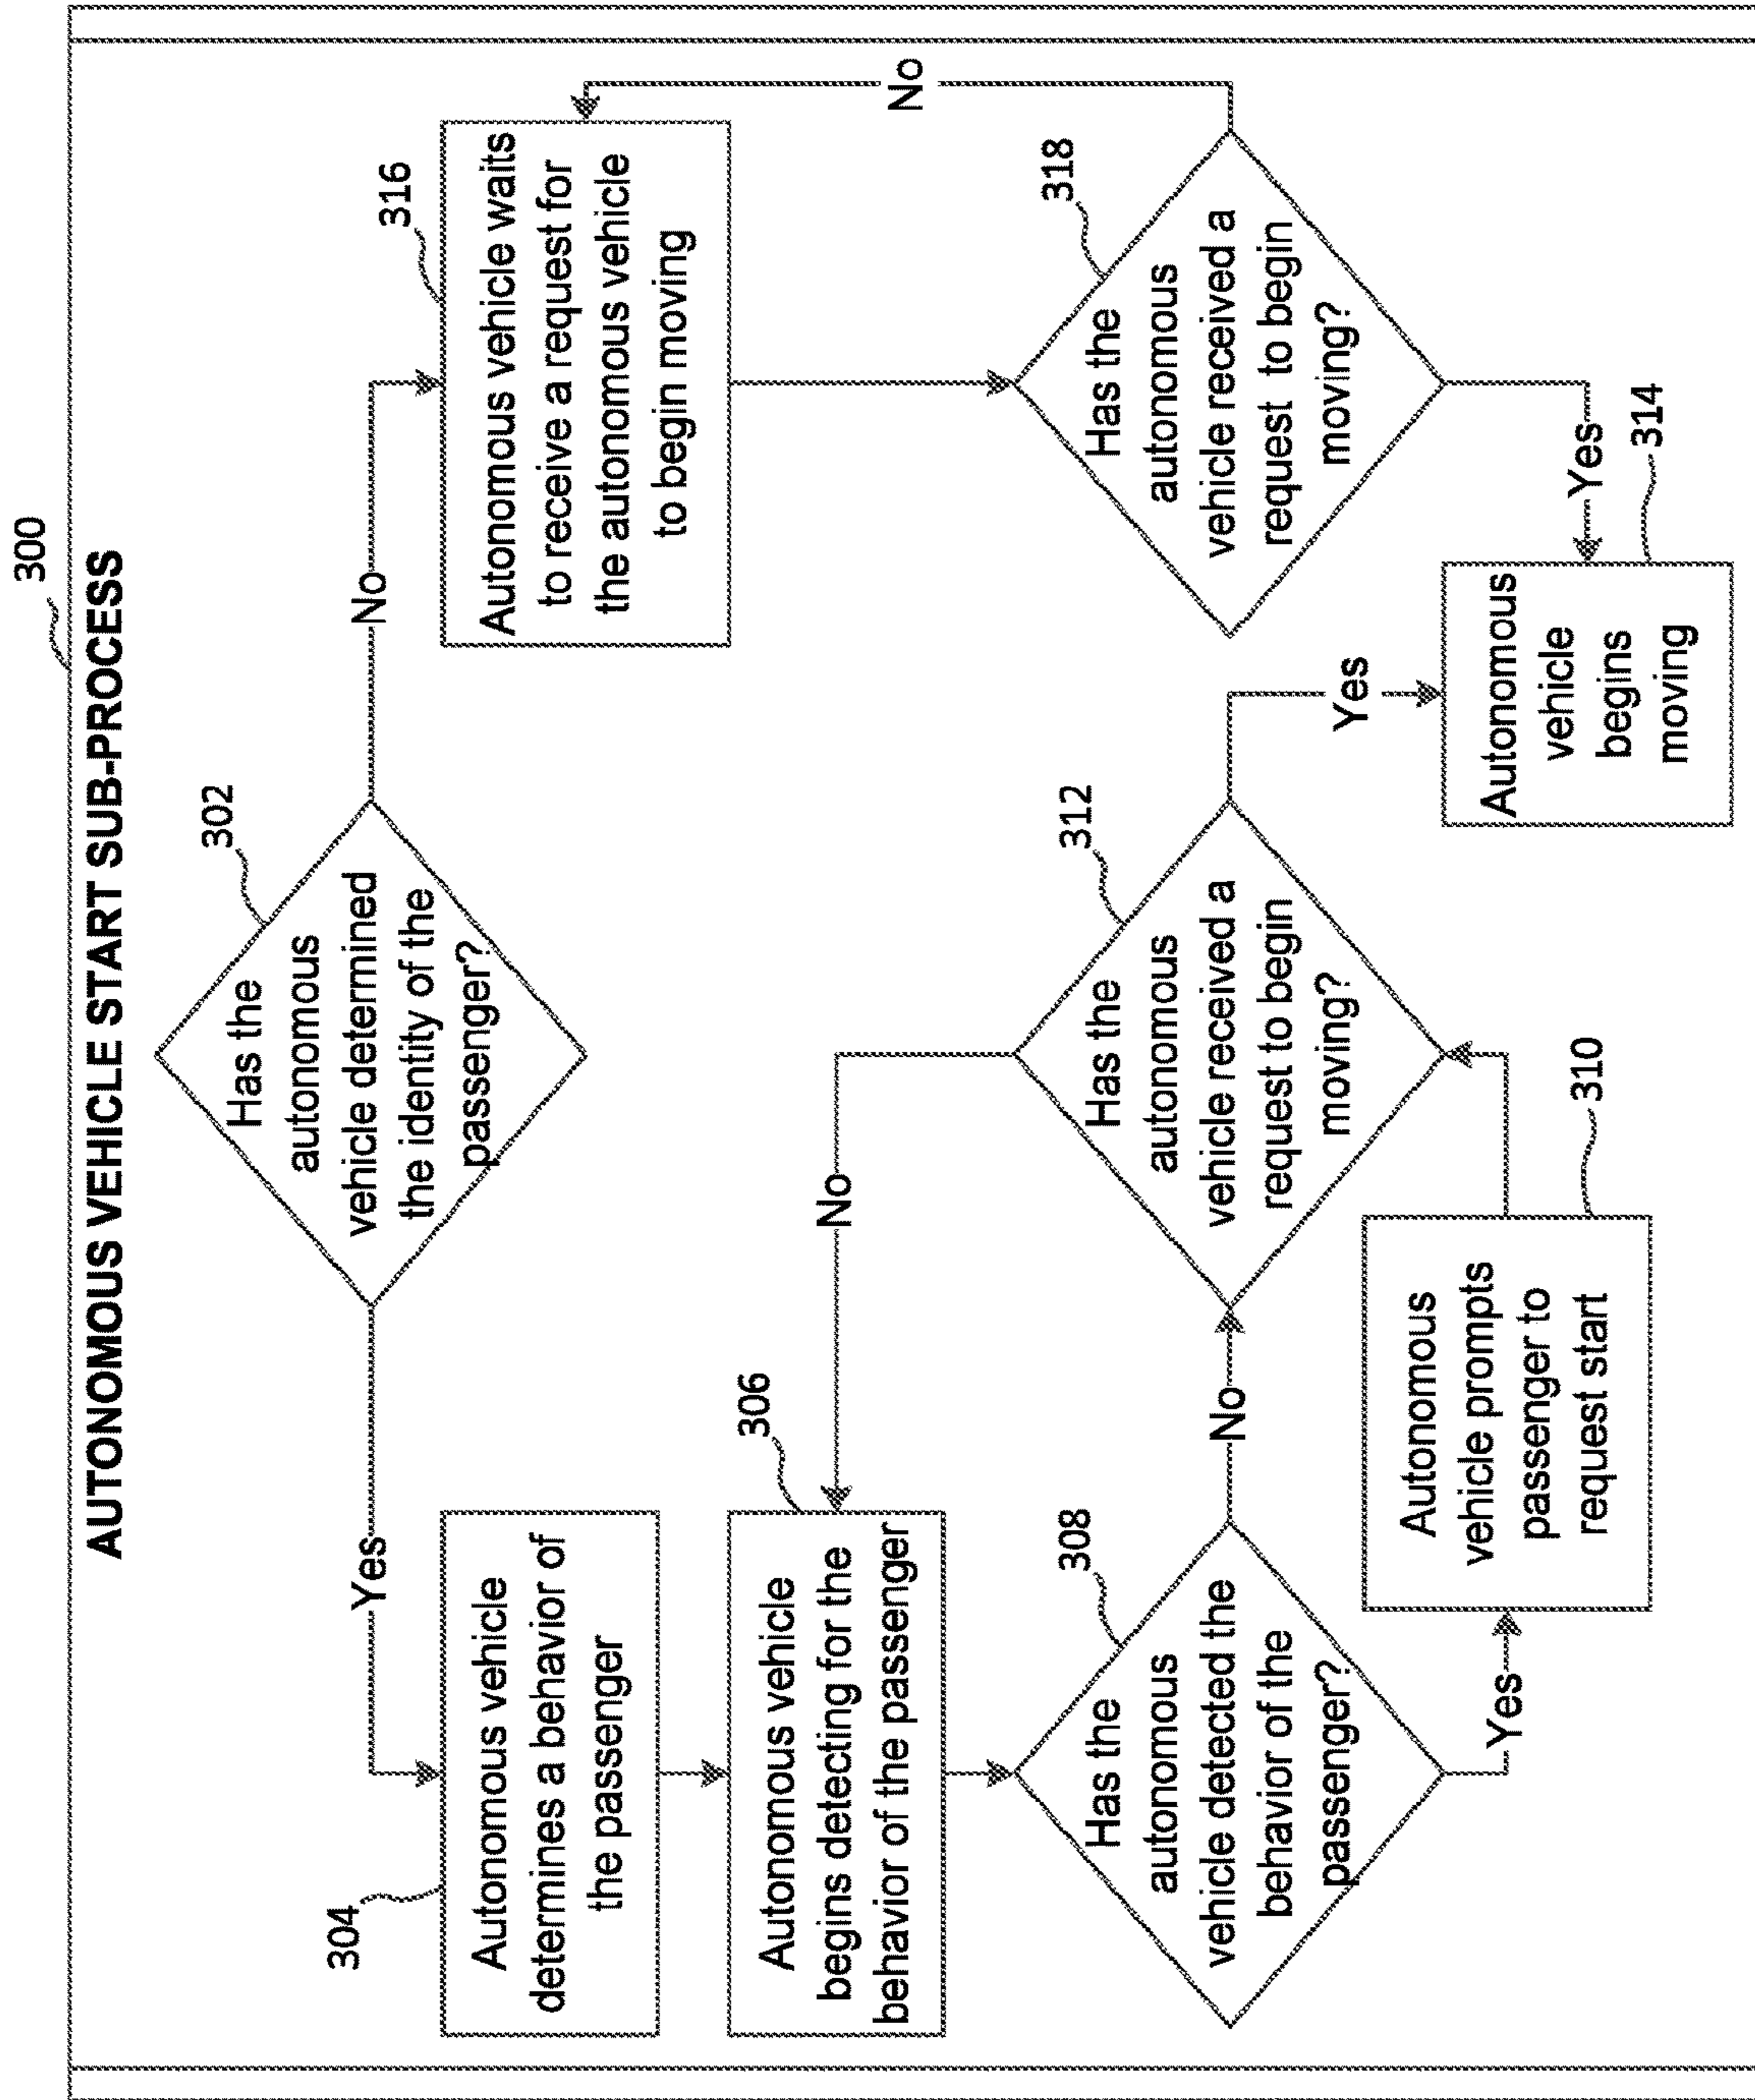 300
AUTONOMOUS VEHICLE START SUB-PROCESS
302
Has the
autonomous
vehicle determined
the identity of the
passenger?
Yes
No
304
Autonomous vehicle
determines a behavior of
the passenger
316
Autonomous vehicle waits
to receive a request for
the autonomous vehicle
to begin moving
306
Autonomous vehicle
begins detecting for the
behavior of the passenger
No
No
308
Has the
autonomous
vehicle detected the
behavior of the
passenger?
No
312
Has the
autonomous
vehicle received a
request to begin
moving?
318
Has the
autonomous
vehicle received a
request to begin
moving?
Yes
Yes
Yes
310
Autonomous
vehicle prompts
passenger to
request start
314
Autonomous
vehicle
begins
moving